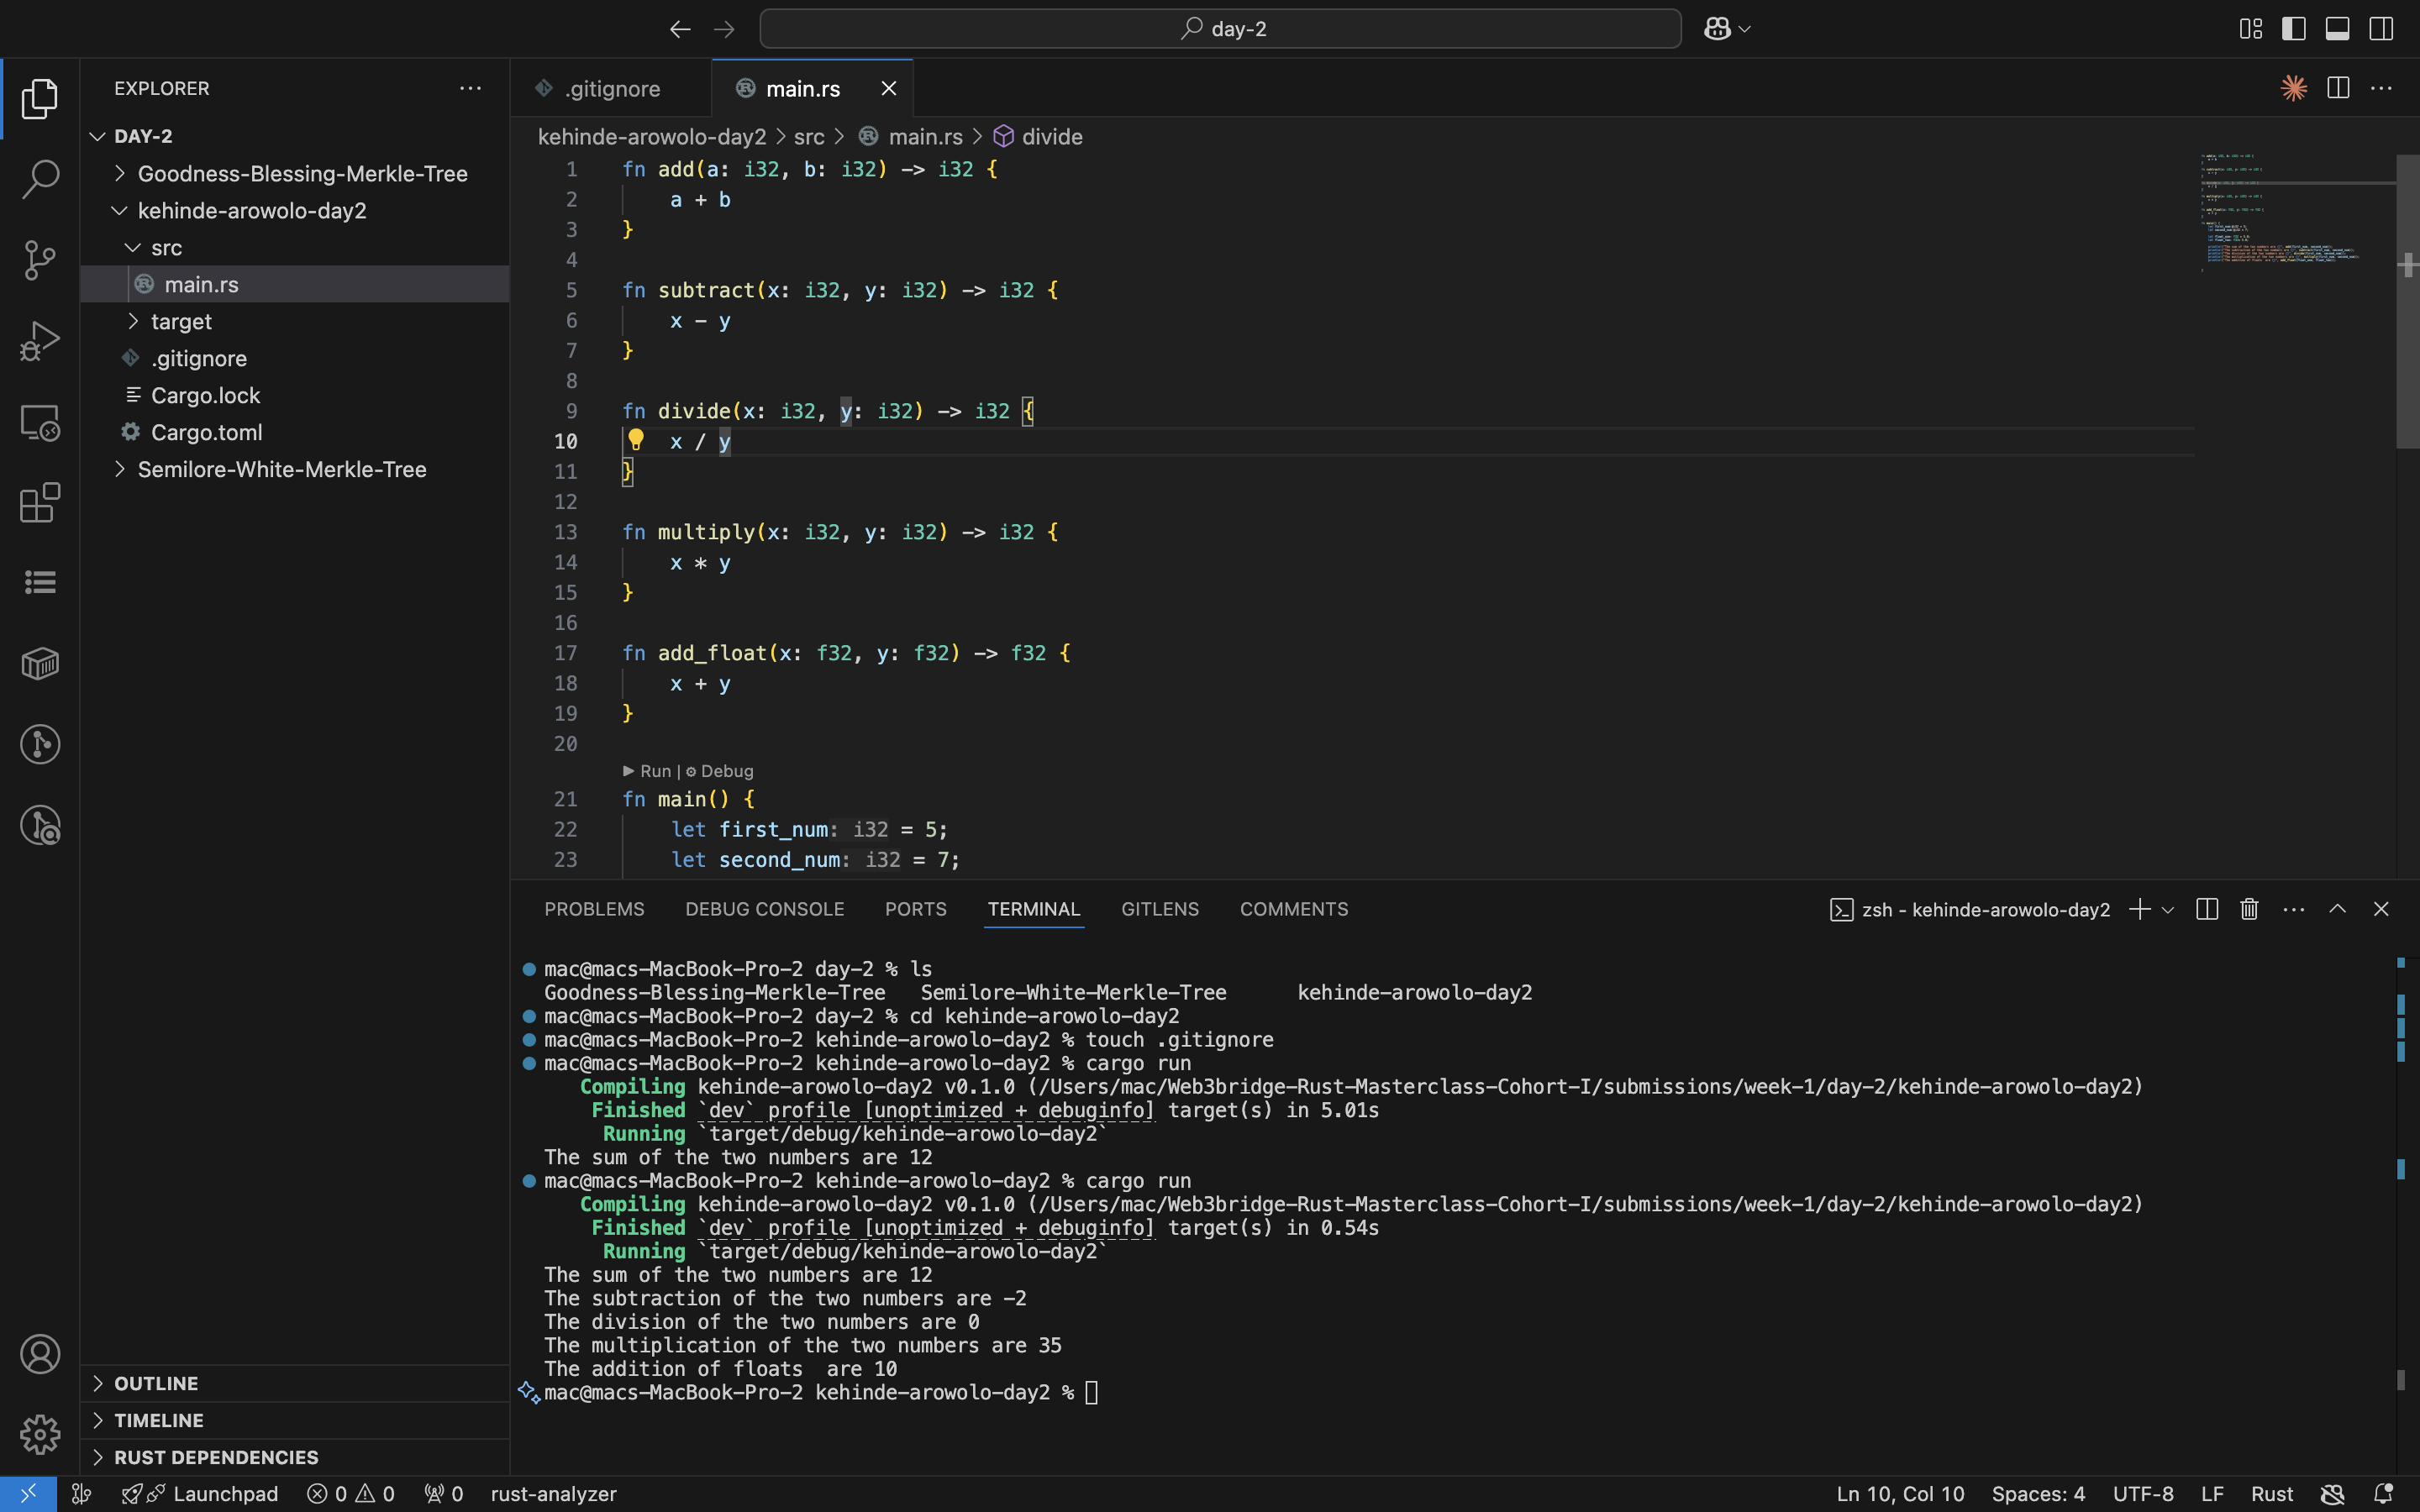 day-2
EXPLORER
DAY-2
Goodness-Blessing-Merkle-Tree
kehinde-arowolo-day2
src
main.rs
target
.gitignore
Cargo.lock
Cargo.toml
Semilore-White-Merkle-Tree
OUTLINE
TIMELINE
RUST DEPENDENCIES
.gitignore
main.rs
kehinde-arowolo-day2 > src > main.rs > divide
1 fn add(a: i32, b: i32) -> i32 {
2     a + b
3 }
4
5 fn subtract(x: i32, y: i32) -> i32 {
6     x - y
7 }
8
9 fn divide(x: i32, y: i32) -> i32 {
10     x / y
11 }
12
13 fn multiply(x: i32, y: i32) -> i32 {
14     x * y
15 }
16
17 fn add_float(x: f32, y: f32) -> f32 {
18     x + y
19 }
20
Run | Debug
21 fn main() {
22     let first_num: i32 = 5;
23     let second_num: i32 = 7;
PROBLEMS DEBUG CONSOLE PORTS TERMINAL GITLENS COMMENTS
zsh - kehinde-arowolo-day2
mac@macs-MacBook-Pro-2 day-2 % ls
Goodness-Blessing-Merkle-Tree Semilore-White-Merkle-Tree kehinde-arowolo-day2
mac@macs-MacBook-Pro-2 day-2 % cd kehinde-arowolo-day2
mac@macs-MacBook-Pro-2 kehinde-arowolo-day2 % touch .gitignore
mac@macs-MacBook-Pro-2 kehinde-arowolo-day2 % cargo run
Compiling kehinde-arowolo-day2 v0.1.0 (/Users/mac/Web3bridge-Rust-Masterclass-Cohort-I/submissions/week-1/day-2/kehinde-arowolo-day2)
Finished `dev` profile [unoptimized + debuginfo] target(s) in 5.01s
Running `target/debug/kehinde-arowolo-day2`
The sum of the two numbers are 12
mac@macs-MacBook-Pro-2 kehinde-arowolo-day2 % cargo run
Compiling kehinde-arowolo-day2 v0.1.0 (/Users/mac/Web3bridge-Rust-Masterclass-Cohort-I/submissions/week-1/day-2/kehinde-arowolo-day2)
Finished `dev` profile [unoptimized + debuginfo] target(s) in 0.54s
Running `target/debug/kehinde-arowolo-day2`
The sum of the two numbers are 12
The subtraction of the two numbers are -2
The division of the two numbers are 0
The multiplication of the two numbers are 35
The addition of floats  are 10
mac@macs-MacBook-Pro-2 kehinde-arowolo-day2 %
Launchpad 0 0 0 rust-analyzer
Ln 10, Col 10 Spaces: 4 UTF-8 LF Rust